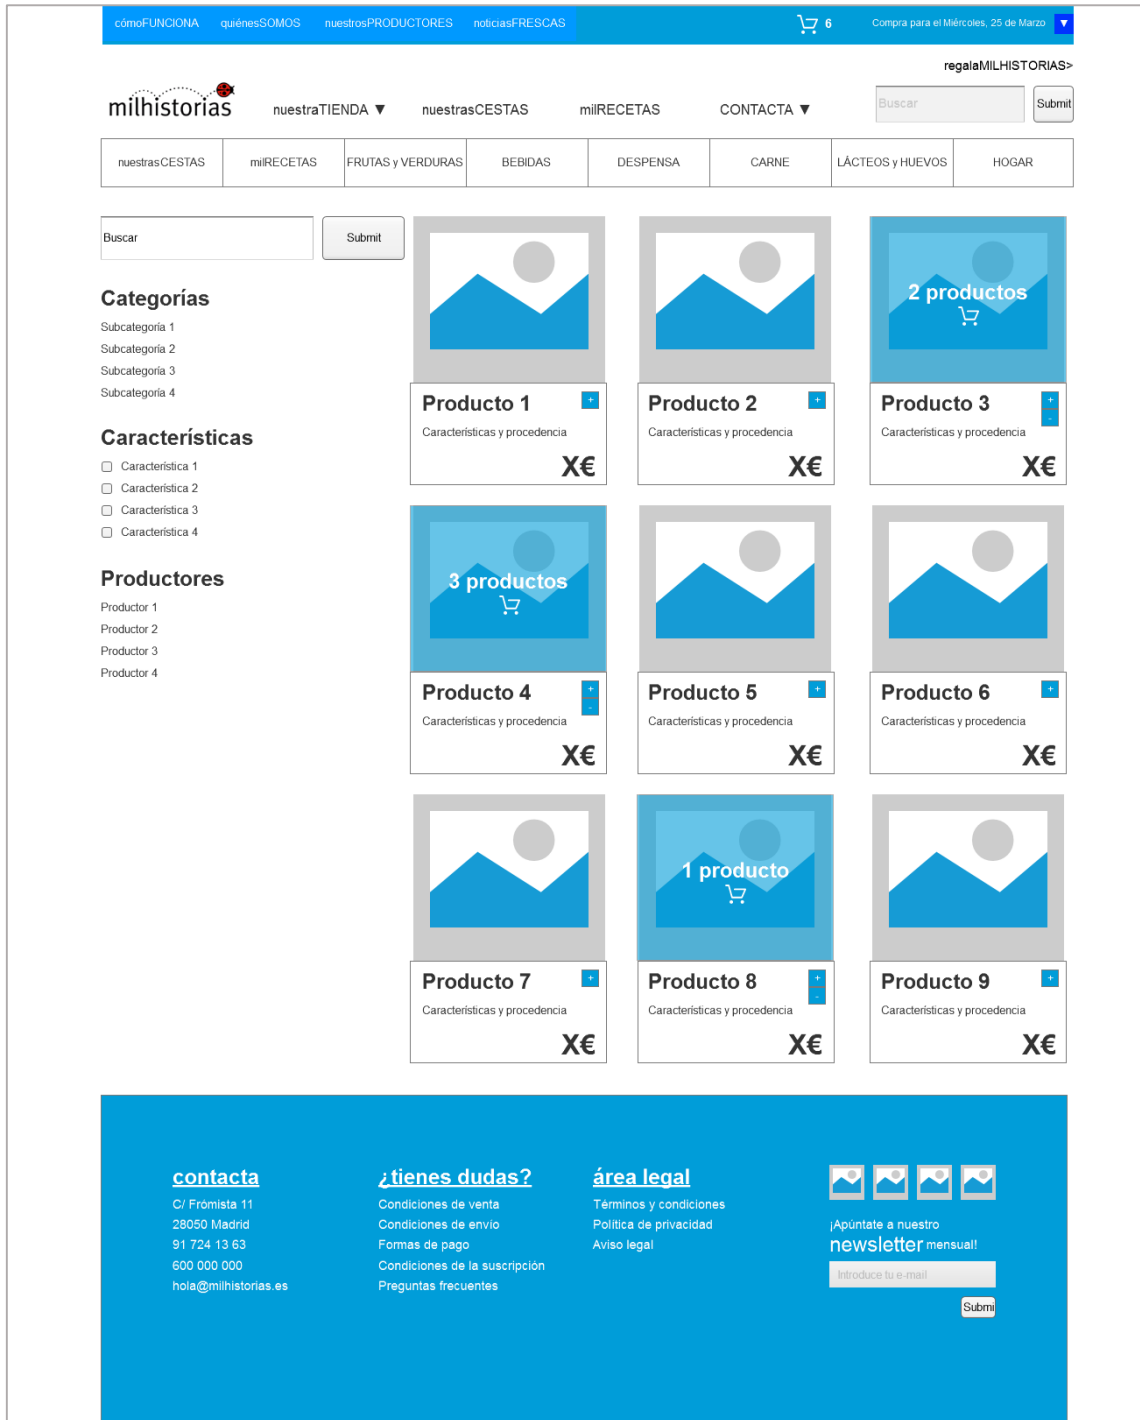 cómoFUNCIONA quiénesSOMOS nuestrosPRODUCTORES noticiasFRESCAS 6 Compra para el Miércoles, 25 de Marzo ▼
regalaMILHISTORIAS>
milhistorias nuestraTIENDA ▼ nuestrasCESTAS milRECETAS CONTACTA ▼ Buscar Submit
nuestrasCESTAS milRECETAS FRUTAS y VERDURAS BEBIDAS DESPENSA CARNE LÁCTEOS y HUEVOS HOGAR
Buscar Submit
Categorías
Subcategoría 1
Subcategoría 2
Subcategoría 3
Subcategoría 4
Características
Característica 1
Característica 2
Característica 3
Característica 4
Productores
Productor 1
Productor 2
Productor 3
Productor 4
2 productos
Producto 1 + Producto 2 + Producto 3 +
-
Características y procedencia Características y procedencia Características y procedencia
X€ X€ X€
3 productos
Producto 4 + Producto 5 + Producto 6 +
-
Características y procedencia Características y procedencia Características y procedencia
X€ X€ X€
1 producto
Producto 7 + Producto 8 + Producto 9 +
-
Características y procedencia Características y procedencia Características y procedencia
X€ X€ X€
contacta
C/ Frómista 11
28050 Madrid
91 724 13 63
600 000 000
hola@milhistorias.es
¿tienes dudas?
Condiciones de venta
Condiciones de envío
Formas de pago
Condiciones de la suscripción
Preguntas frecuentes
área legal
Términos y condiciones
Política de privacidad
Aviso legal
¡Apúntate a nuestro
newsletter mensual!
Introduce tu e-mail
Submi